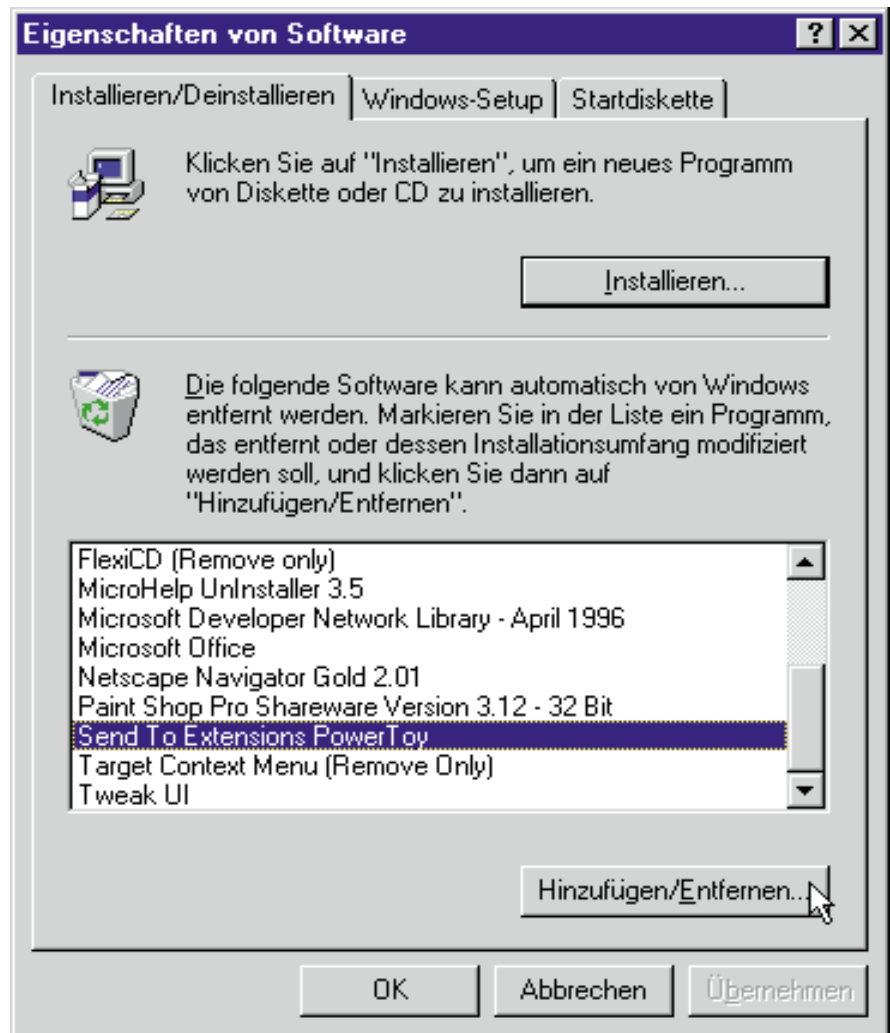 Eigenschaften von Software
Installieren/Deinstallieren Windows-Setup Startdiskette
Klicken Sie auf "Installieren", um ein neues Programm
von Diskette oder CD zu installieren.
Installieren...
Die folgende Software kann automatisch von Windows
entfernt werden. Markieren Sie in der Liste ein Programm,
das entfernt oder dessen Installationsumfang modifiziert
werden soll, und klicken Sie dann auf
"Hinzufügen/Entfernen".
FlexiCD (Remove only)
MicroHelp UnInstaller 3.5
Microsoft Developer Network Library - April 1996
Microsoft Office
Netscape Navigator Gold 2.01
Paint Shop Pro Shareware Version 3.12 - 32 Bit
Send To Extensions PowerToy
Target Context Menu (Remove Only)
Tweak UI
Hinzufügen/Entfernen...
OK Abbrechen Übernehmen